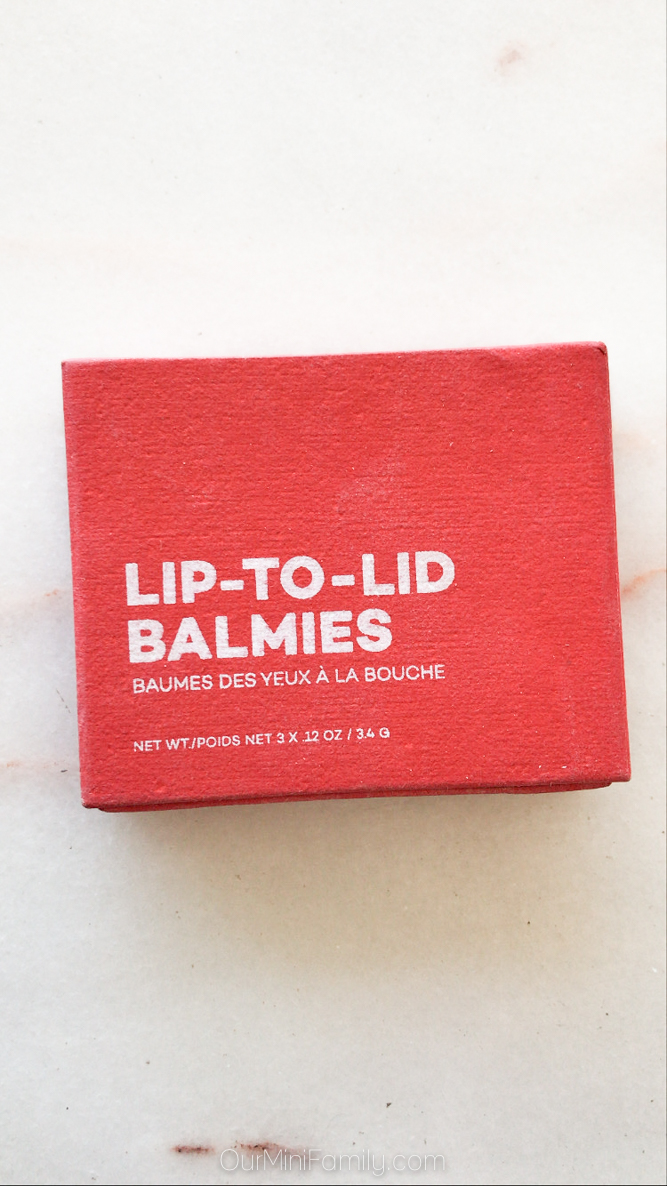 LIP-TO-LID
BALMIES
BAUMES DES YEUX À LA BOUCHE
NET WT./POIDS NET 3 X .12 OZ / 3.4 G
OurMiniFamily.com